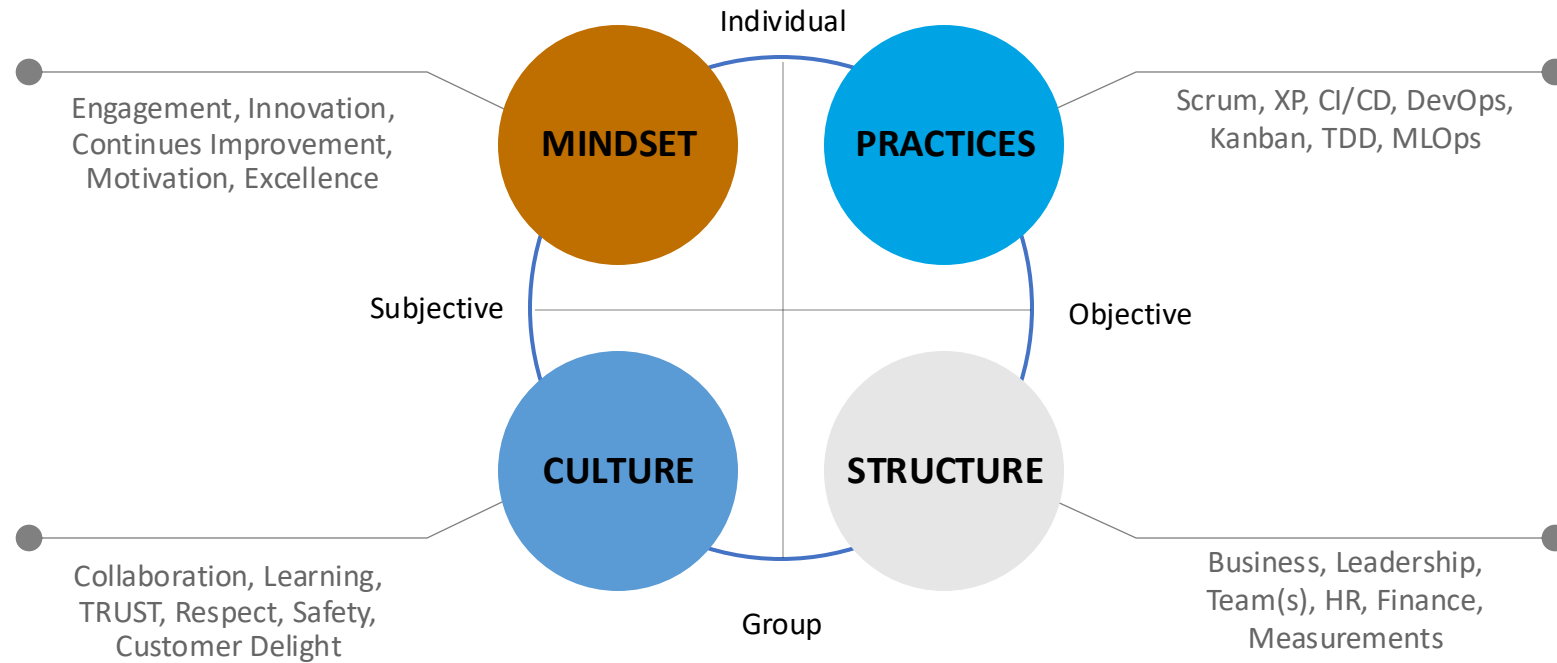 Individual
Engagement, Innovation,
Continues Improvement,
Motivation, Excellence
MINDSET
PRACTICES
Scrum, XP, CI/CD, DevOps,
Kanban, TDD, MLOps
Subjective
Objective
CULTURE
STRUCTURE
Collaboration, Learning,
TRUST, Respect, Safety,
Customer Delight
Group
Business, Leadership,
Team(s), HR, Finance,
Measurements